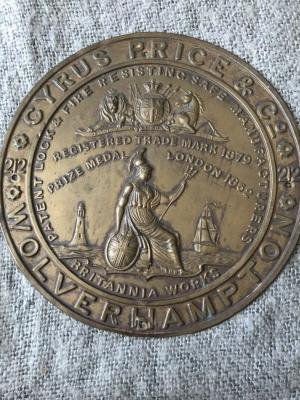 CYRUS PRICE & CO
WOLVERHAMPTON
212
212
PATENT LOCK & FIRE RESISTING SAFE MANUFACTURERS
REGISTERED TRADE MARK 1879
PRIZE MEDAL LONDON 1862
BRITANNIA WORKS